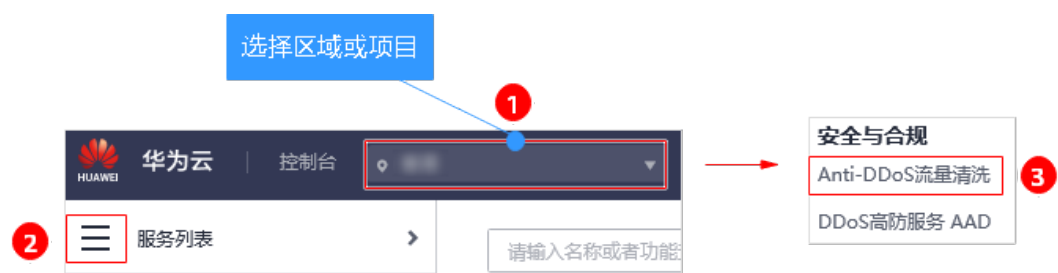 选择区域或项目
1
HUAWEI
华为云
控制台
安全与合规
Anti-DDoS流量清洗
3
DDoS高防服务 AAD
2
服务列表
请输入名称或者功能